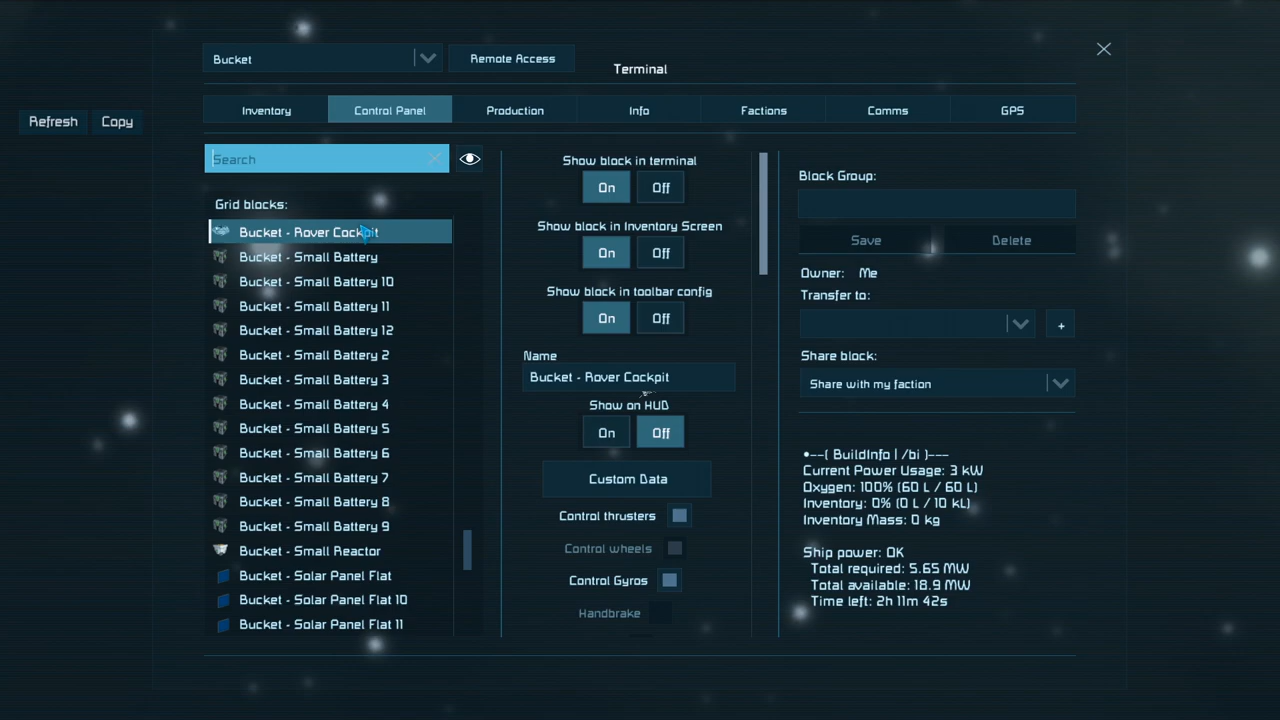 Bucket
Remote Access
Terminal
Refresh
Copy
Inventory
Control Panel
Production
Info
Factions
Comms
GPS
Search
Grid blocks:
Bucket - Rover Cockpit
Bucket - Small Battery
Bucket - Small Battery 10
Bucket - Small Battery 11
Bucket - Small Battery 12
Bucket - Small Battery 2
Bucket - Small Battery 3
Bucket - Small Battery 4
Bucket - Small Battery 5
Bucket - Small Battery 6
Bucket - Small Battery 7
Bucket - Small Battery 8
Bucket - Small Battery 9
Bucket - Small Reactor
Bucket - Solar Panel Flat
Bucket - Solar Panel Flat 10
Bucket - Solar Panel Flat 11
Show block in terminal
On Off
Show block in Inventory Screen
On Off
Show block in toolbar config
On Off
Name
Bucket - Rover Cockpit
Show on HUD
On Off
Custom Data
Control thrusters
Control wheels
Control Gyros
Handbrake
Block Group:
Save
Delete
Owner: Me
Transfer to:
+
Share block:
Share with my faction
•--( BuildInfo | /bi )---
Current Power Usage: 3 kW
Oxygen: 100% (60 L / 60 L)
Inventory: 0% (0 L / 10 kL)
Inventory Mass: 0 kg
Ship power: OK
Total required: 5.65 MW
Total available: 18.9 MW
Time left: 2h 11m 42s